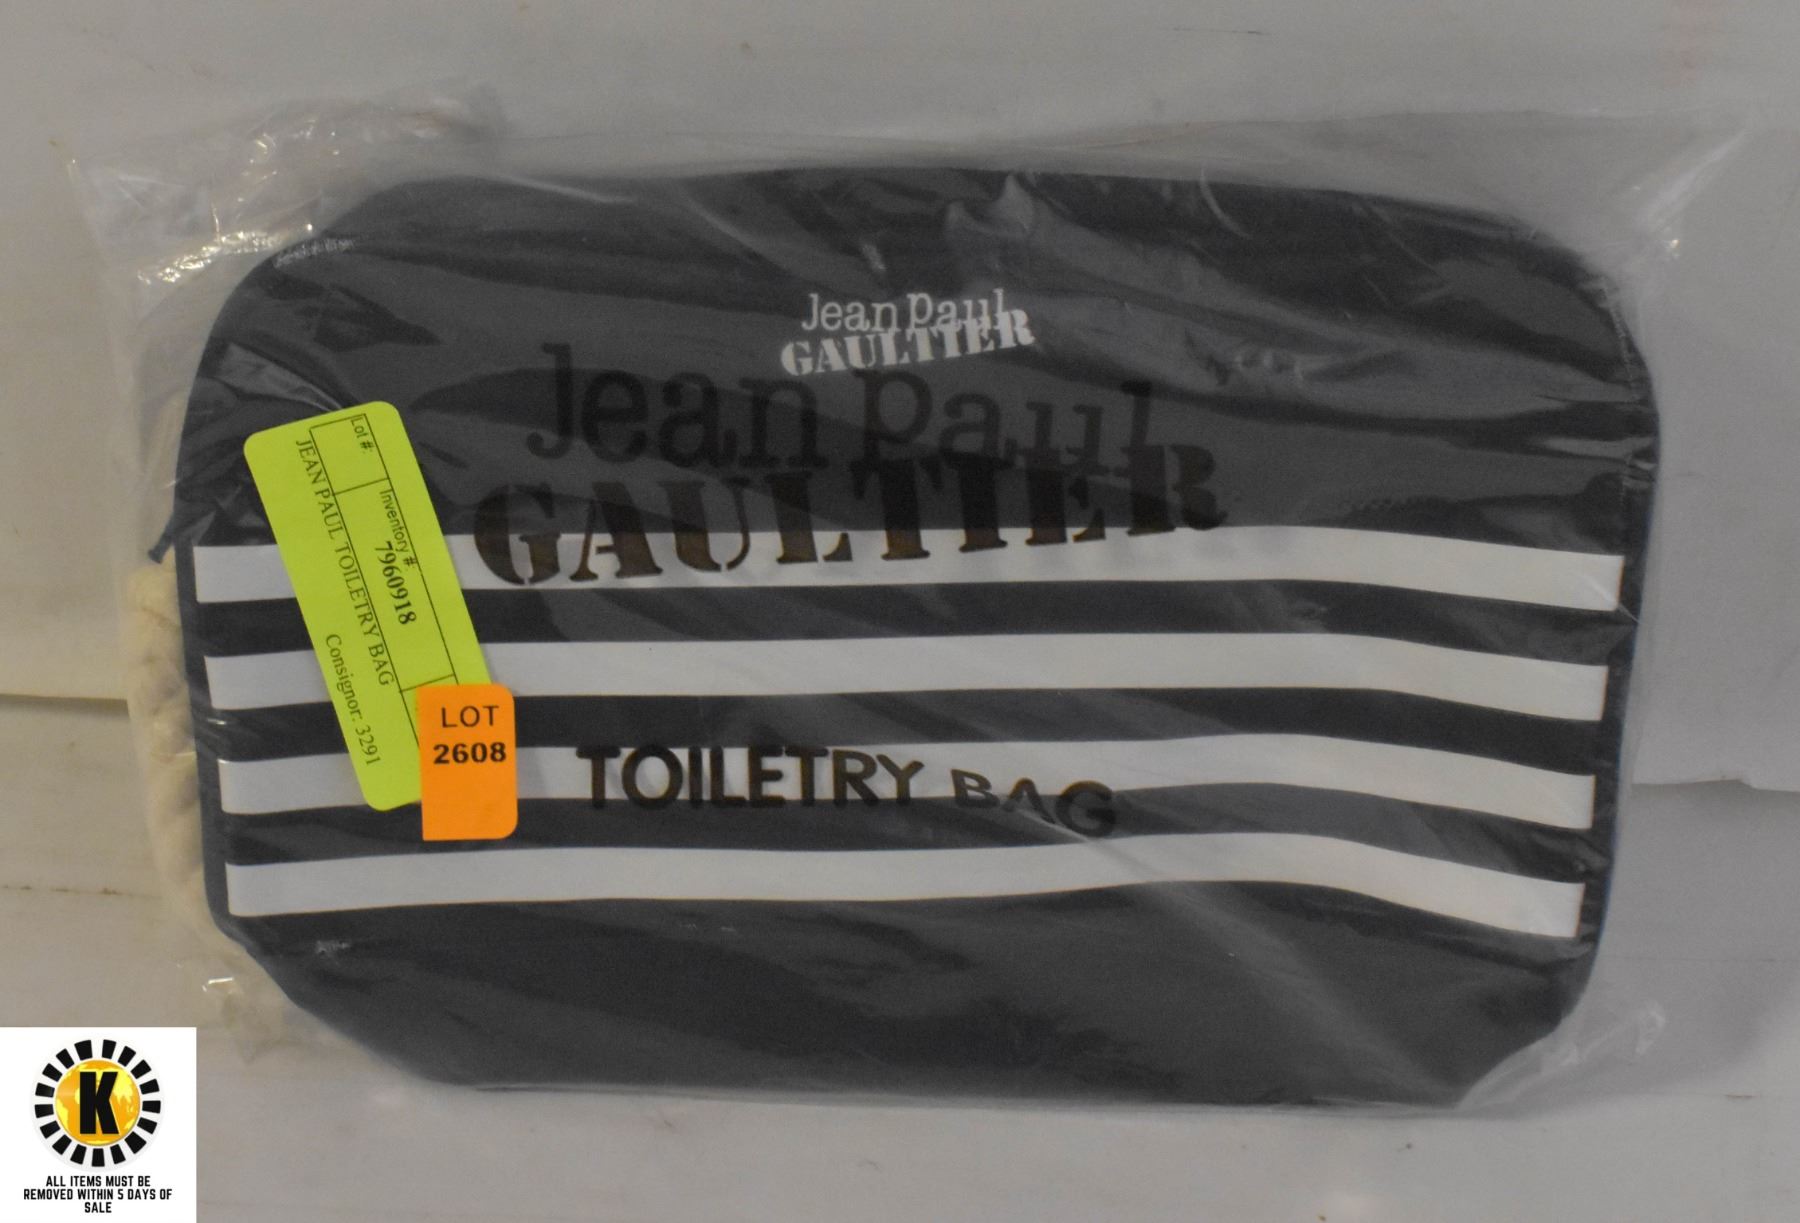 Jean Paul
GAULTIER
Jean Paul
GAULTIER
TOILETRY BAG
Lot #:
Inventory #:
7960918
JEAN PAUL TOILETRY BAG
Consignor: 3291
LOT
2608
K
ALL ITEMS MUST BE
REMOVED WITHIN 5 DAYS OF
SALE